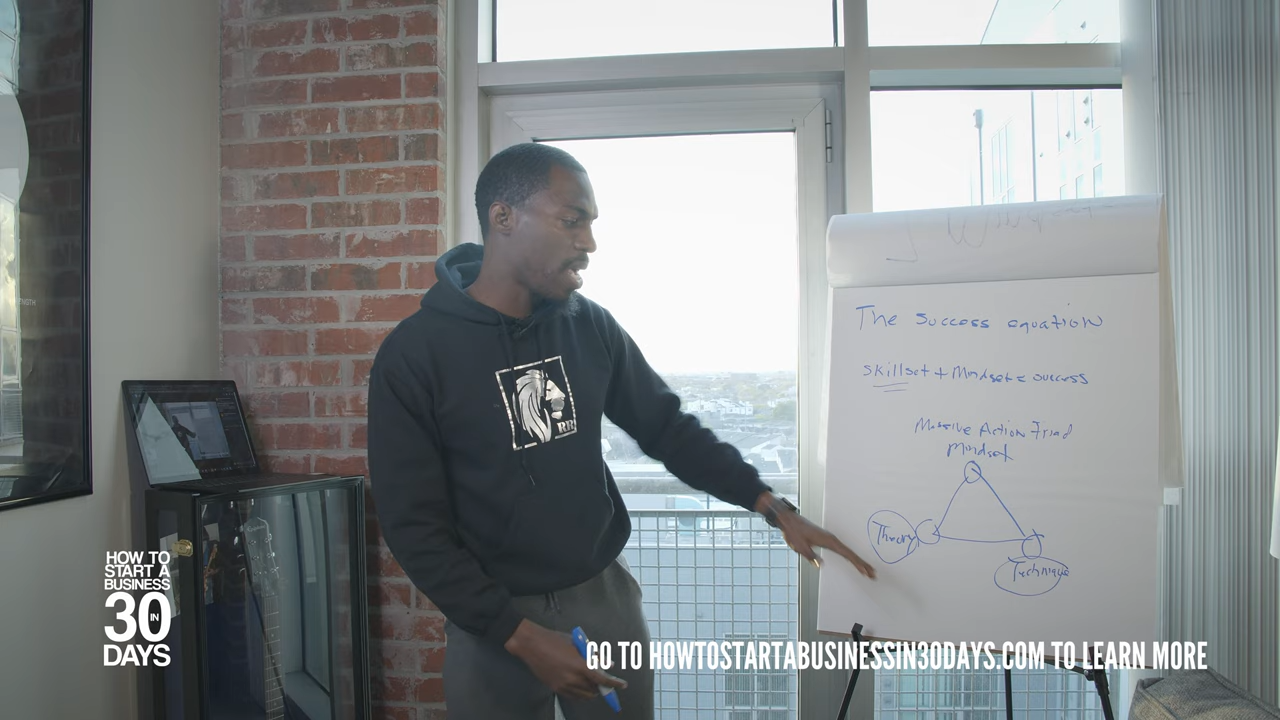 The Success equation
skillset + Mindset = success
Massive Action Triad
Mindset
Theory
Technique
RR
HOW TO
START A
BUSINESS
30 IN
DAYS
GO TO HOWTOSTARTABUSINESSIN30DAYS.COM TO LEARN MORE